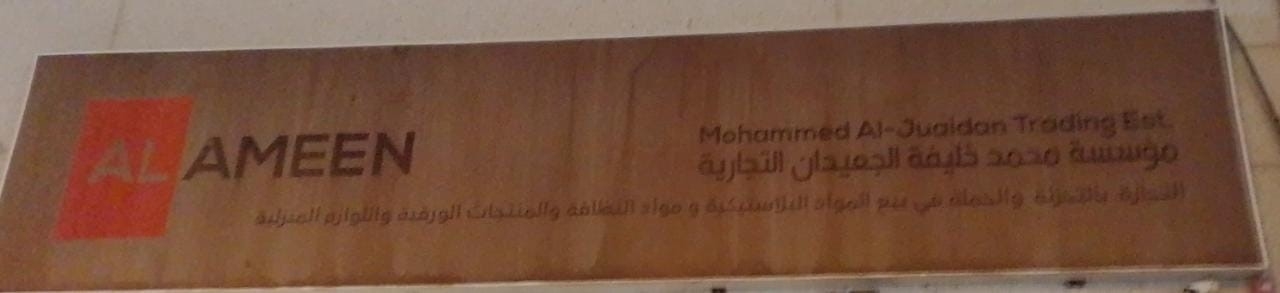 AL AMEEN
Mohammed Al-Juaidan Trading Est.
مؤسسة محمد خليفة الجعيدان التجارية
التجارة بالتجزئة والجملة في بيع المواد البلاستيكية و مواد النظافة والمنتجات الورقية واللوازم المنزلية